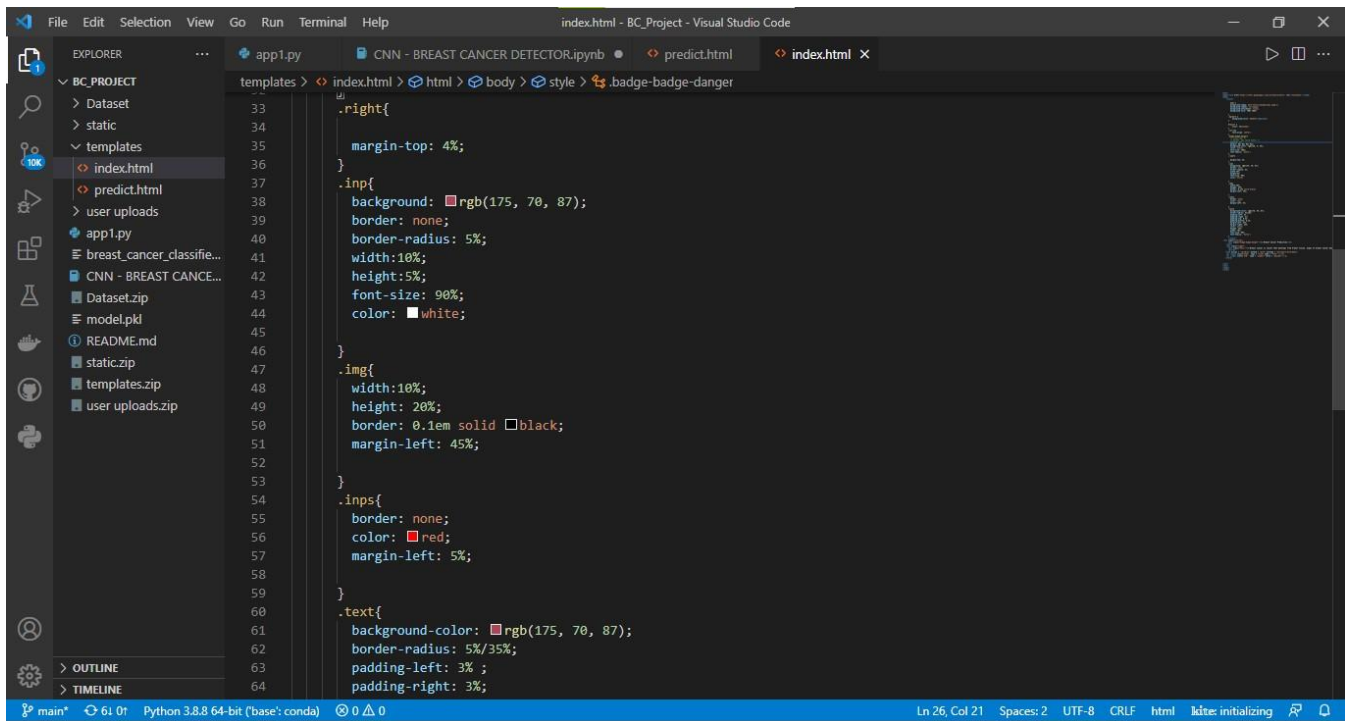 File Edit Selection View Go Run Terminal Help
index.html - BC_Project - Visual Studio Code
EXPLORER ...
app1.py
CNN - BREAST CANCER DETECTOR.ipynb
predict.html
index.html
BC_PROJECT
templates > index.html > html > body > style > .badge-badge-danger
> Dataset
> static
templates
index.html
predict.html
> user uploads
app1.py
breast_cancer_classifie...
CNN - BREAST CANCE...
Dataset.zip
model.pkl
README.md
static.zip
templates.zip
user uploads.zip
1
10K
33 .right{
34
35 margin-top: 4%;
36 }
37 .inp{
38 background: rgb(175, 70, 87);
39 border: none;
40 border-radius: 5%;
41 width:10%;
42 height:5%;
43 font-size: 90%;
44 color: white;
45
46 }
47 .img{
48 width:10%;
49 height: 20%;
50 border: 0.1em solid black;
51 margin-left: 45%;
52
53 }
54 .inps{
55 border: none;
56 color: red;
57 margin-left: 5%;
58
59 }
60 .text{
61 background-color: rgb(175, 70, 87);
62 border-radius: 5%/35%;
63 padding-left: 3% ;
64 padding-right: 3%;
> OUTLINE
> TIMELINE
main* 6↓ 0↑ Python 3.8.8 64-bit ('base': conda) 0 0
Ln 26, Col 21 Spaces: 2 UTF-8 CRLF html kite: initializing